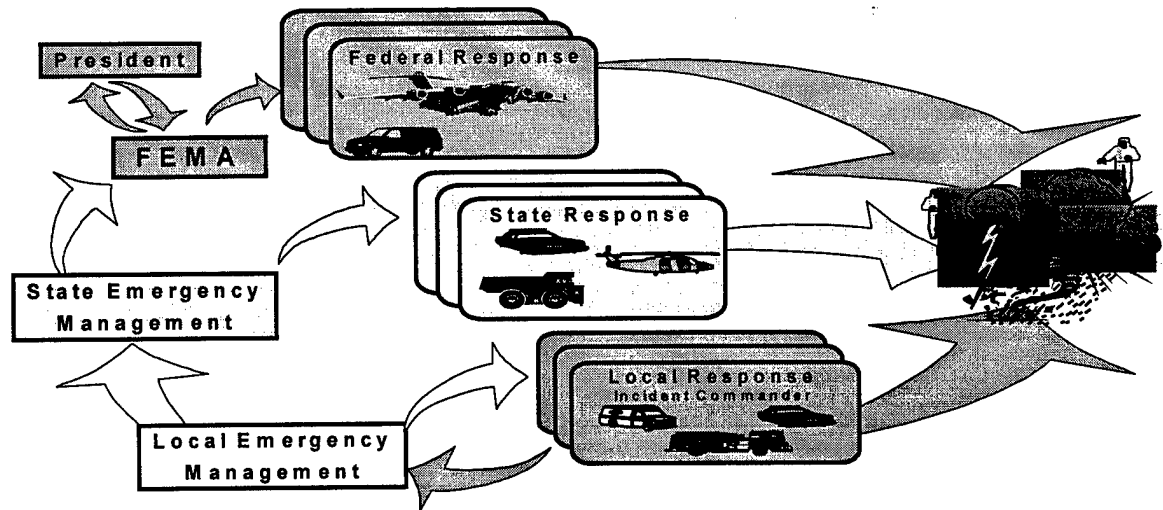 President
FEMA
Federal Response
State Response
State Emergency
Management
Local Response
Incident Commander
Local Emergency
Management